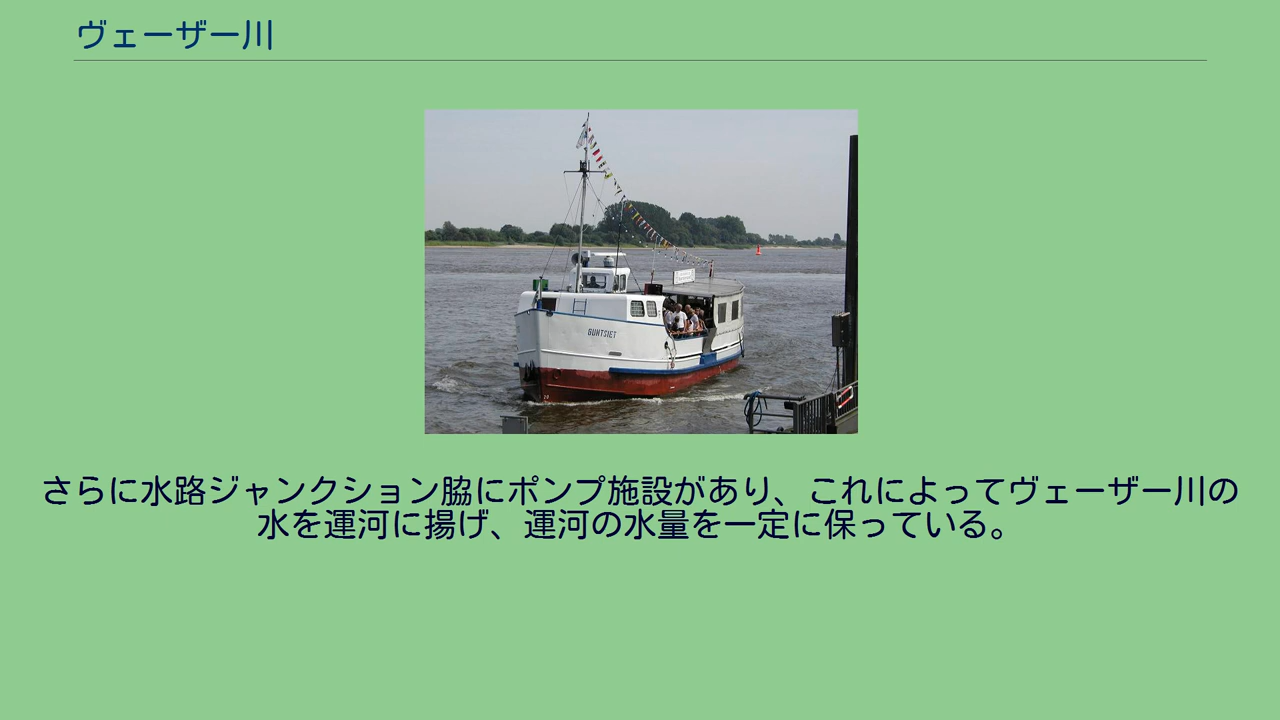 ヴェーザー川
GUNTSIET
さらに水路ジャンクション脇にポンプ施設があり、これによってヴェーザー川の
水を運河に揚げ、運河の水量を一定に保っている。